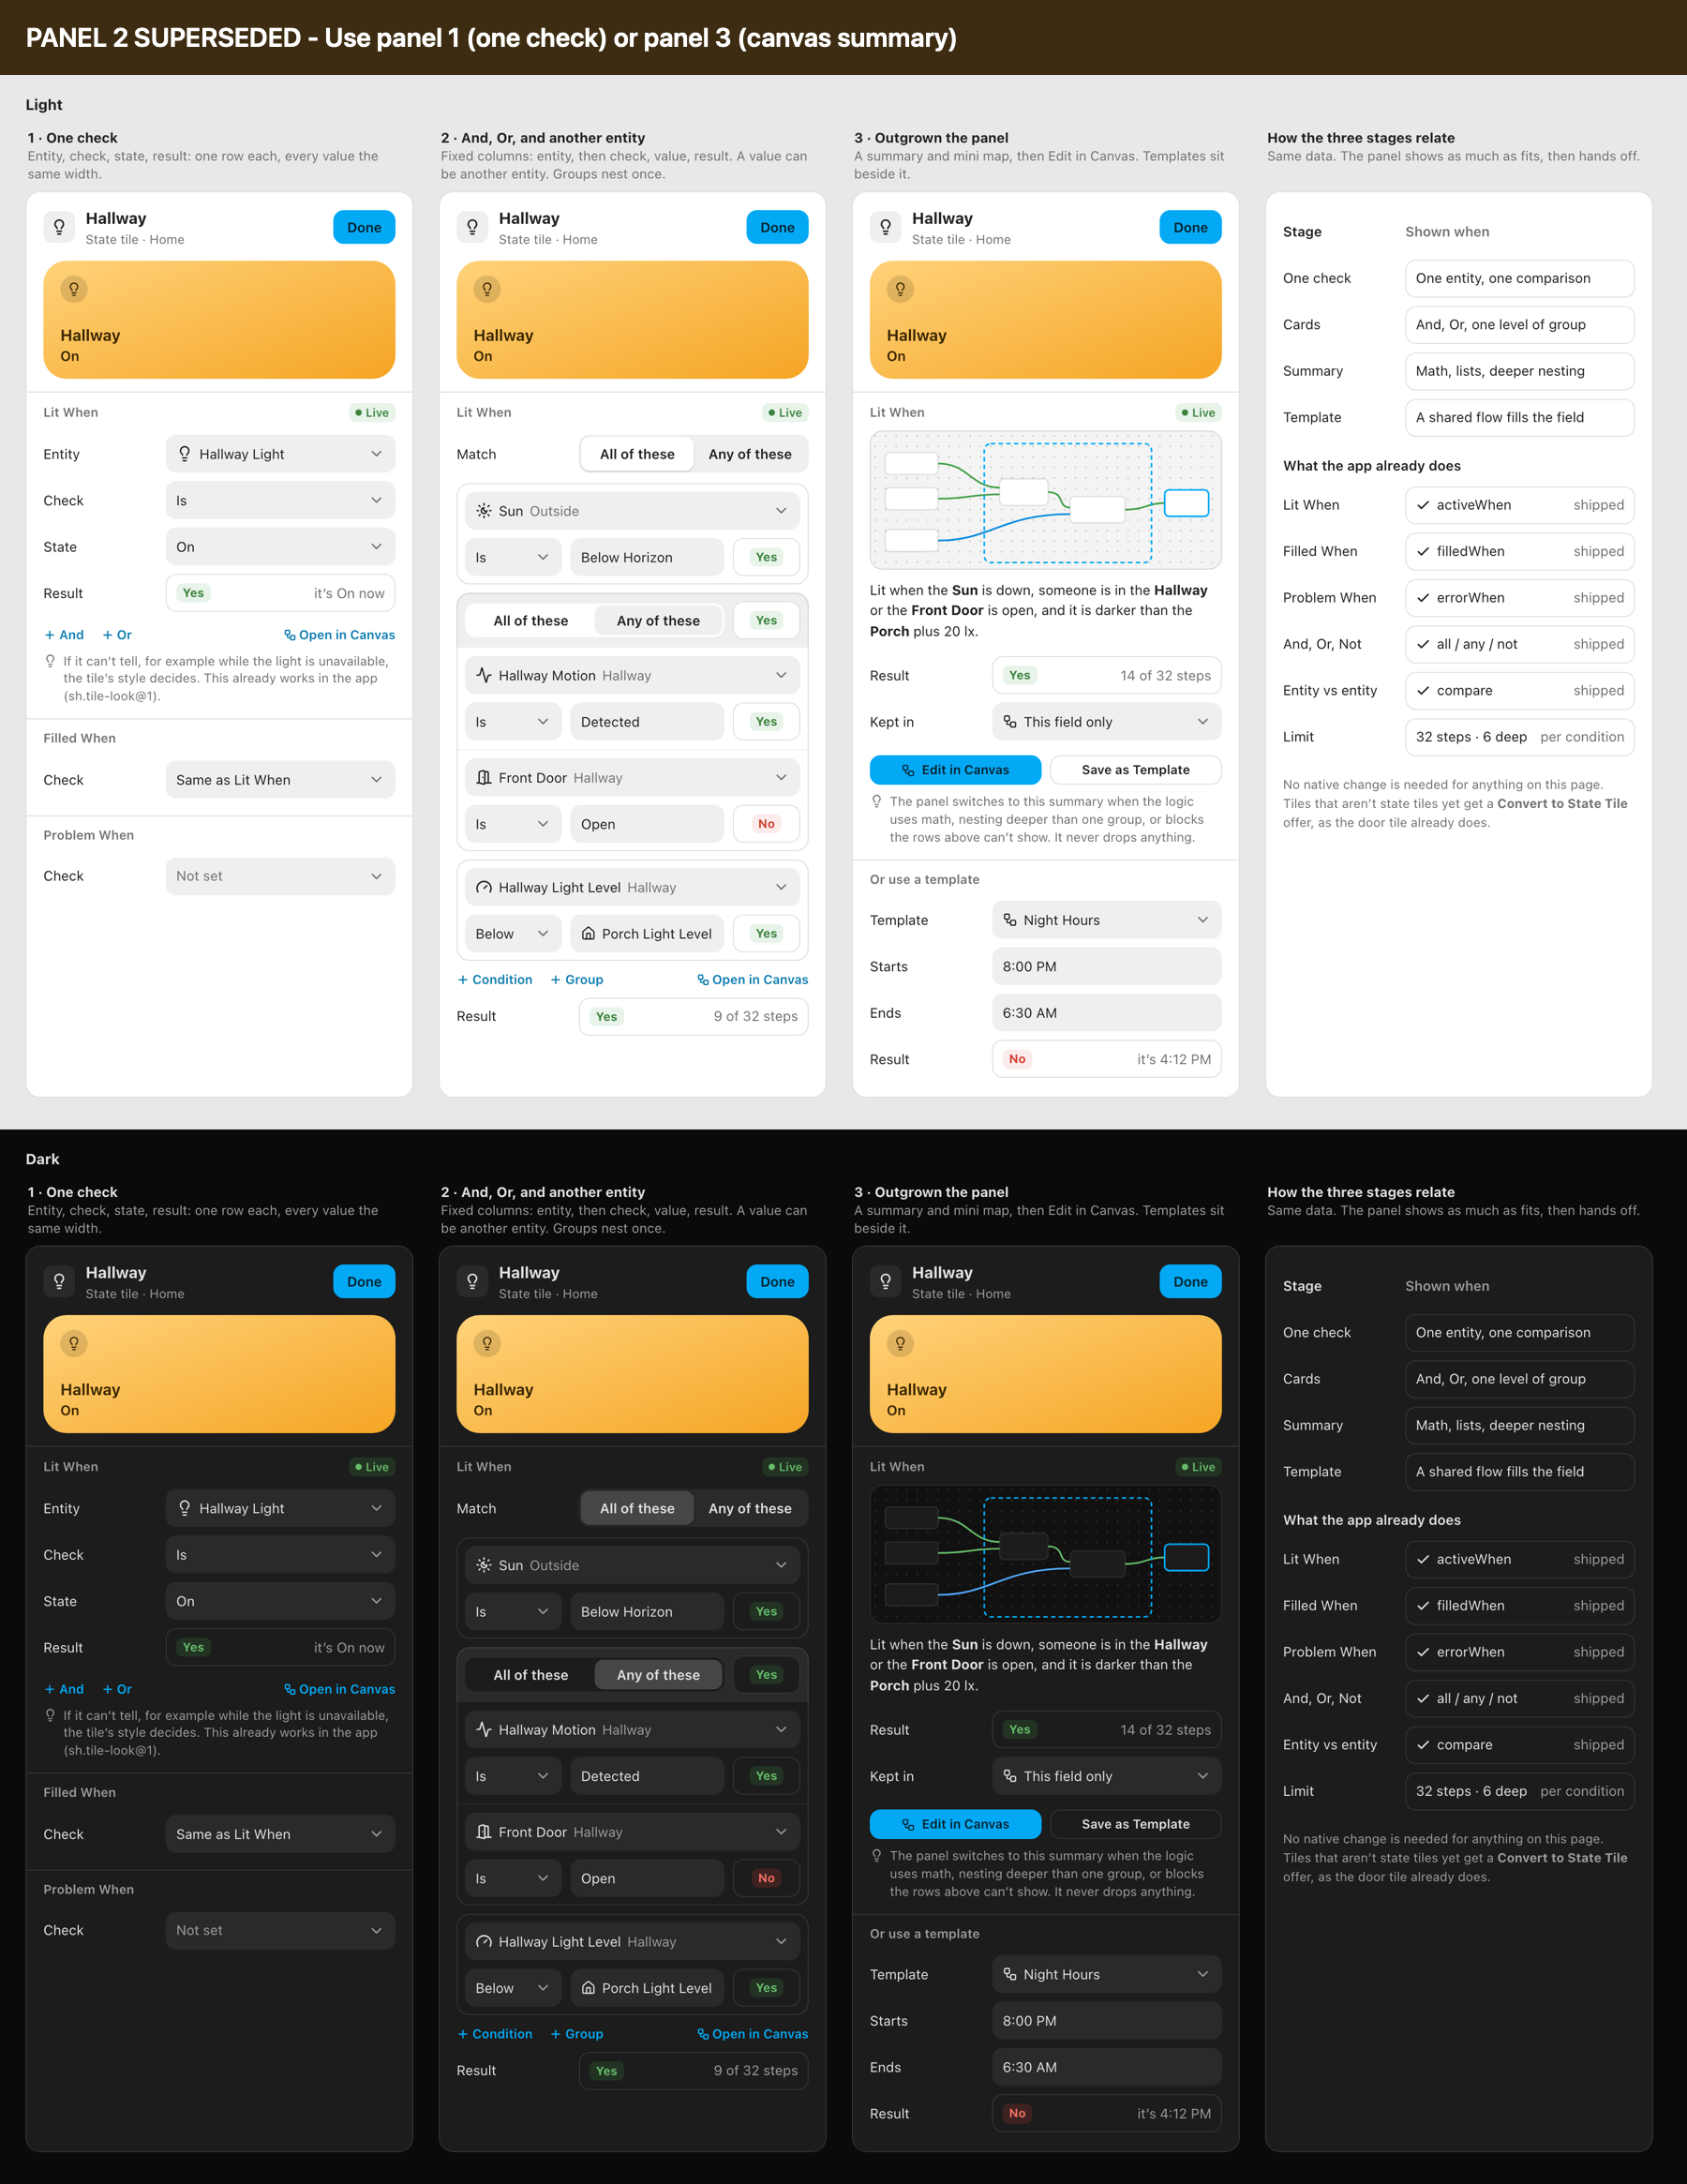 PANEL 2 SUPERSEDED - Use panel 1 (one check) or panel 3 (canvas summary)
Light
1 · One check
Entity, check, state, result: one row each, every value the
same width.
Hallway
State tile · Home
Done
Hallway
On
Lit When
Live
Entity
Hallway Light
Check
Is
State
On
Result
Yes
it's On now
+ And
+ Or
Open in Canvas
If it can't tell, for example while the light is unavailable,
the tile's style decides. This already works in the app
(sh.tile-look@1).
Filled When
Check
Same as Lit When
Problem When
Check
Not set
2 · And, Or, and another entity
Fixed columns: entity, then check, value, result. A value can
be another entity. Groups nest once.
Hallway
State tile · Home
Done
Hallway
On
Lit When
Live
Match
All of these
Any of these
Sun Outside
Is
Below Horizon
Yes
All of these
Any of these
Yes
Hallway Motion Hallway
Is
Detected
Yes
Front Door Hallway
Is
Open
No
Hallway Light Level Hallway
Below
Porch Light Level
Yes
+ Condition
+ Group
Open in Canvas
Result
Yes
9 of 32 steps
3 · Outgrown the panel
A summary and mini map, then Edit in Canvas. Templates sit
beside it.
Hallway
State tile · Home
Done
Hallway
On
Lit When
Live
Lit when the Sun is down, someone is in the Hallway
or the Front Door is open, and it is darker than the
Porch plus 20 lx.
Result
Yes
14 of 32 steps
Kept in
This field only
Edit in Canvas
Save as Template
The panel switches to this summary when the logic
uses math, nesting deeper than one group, or blocks
the rows above can't show. It never drops anything.
Or use a template
Template
Night Hours
Starts
8:00 PM
Ends
6:30 AM
Result
No
it's 4:12 PM
How the three stages relate
Same data. The panel shows as much as fits, then hands off.
Stage
Shown when
One check
One entity, one comparison
Cards
And, Or, one level of group
Summary
Math, lists, deeper nesting
Template
A shared flow fills the field
What the app already does
Lit When
✓ activeWhen
shipped
Filled When
✓ filledWhen
shipped
Problem When
✓ errorWhen
shipped
And, Or, Not
✓ all / any / not
shipped
Entity vs entity
✓ compare
shipped
Limit
32 steps · 6 deep
per condition
No native change is needed for anything on this page.
Tiles that aren't state tiles yet get a Convert to State Tile
offer, as the door tile already does.
Dark
1 · One check
Entity, check, state, result: one row each, every value the
same width.
Hallway
State tile · Home
Done
Hallway
On
Lit When
Live
Entity
Hallway Light
Check
Is
State
On
Result
Yes
it's On now
+ And
+ Or
Open in Canvas
If it can't tell, for example while the light is unavailable,
the tile's style decides. This already works in the app
(sh.tile-look@1).
Filled When
Check
Same as Lit When
Problem When
Check
Not set
2 · And, Or, and another entity
Fixed columns: entity, then check, value, result. A value can
be another entity. Groups nest once.
Hallway
State tile · Home
Done
Hallway
On
Lit When
Live
Match
All of these
Any of these
Sun Outside
Is
Below Horizon
Yes
All of these
Any of these
Yes
Hallway Motion Hallway
Is
Detected
Yes
Front Door Hallway
Is
Open
No
Hallway Light Level Hallway
Below
Porch Light Level
Yes
+ Condition
+ Group
Open in Canvas
Result
Yes
9 of 32 steps
3 · Outgrown the panel
A summary and mini map, then Edit in Canvas. Templates sit
beside it.
Hallway
State tile · Home
Done
Hallway
On
Lit When
Live
Lit when the Sun is down, someone is in the Hallway
or the Front Door is open, and it is darker than the
Porch plus 20 lx.
Result
Yes
14 of 32 steps
Kept in
This field only
Edit in Canvas
Save as Template
The panel switches to this summary when the logic
uses math, nesting deeper than one group, or blocks
the rows above can't show. It never drops anything.
Or use a template
Template
Night Hours
Starts
8:00 PM
Ends
6:30 AM
Result
No
it's 4:12 PM
How the three stages relate
Same data. The panel shows as much as fits, then hands off.
Stage
Shown when
One check
One entity, one comparison
Cards
And, Or, one level of group
Summary
Math, lists, deeper nesting
Template
A shared flow fills the field
What the app already does
Lit When
✓ activeWhen
shipped
Filled When
✓ filledWhen
shipped
Problem When
✓ errorWhen
shipped
And, Or, Not
✓ all / any / not
shipped
Entity vs entity
✓ compare
shipped
Limit
32 steps · 6 deep
per condition
No native change is needed for anything on this page.
Tiles that aren't state tiles yet get a Convert to State Tile
offer, as the door tile already does.